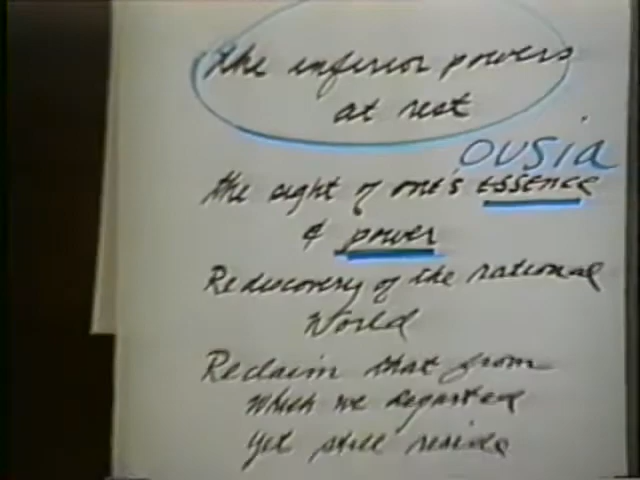 the inferior powers
at rest
ousia
the sight of one's essence
& power
Rediscovery of the rational
World
Reclaim that from
which we departed
yet still reside